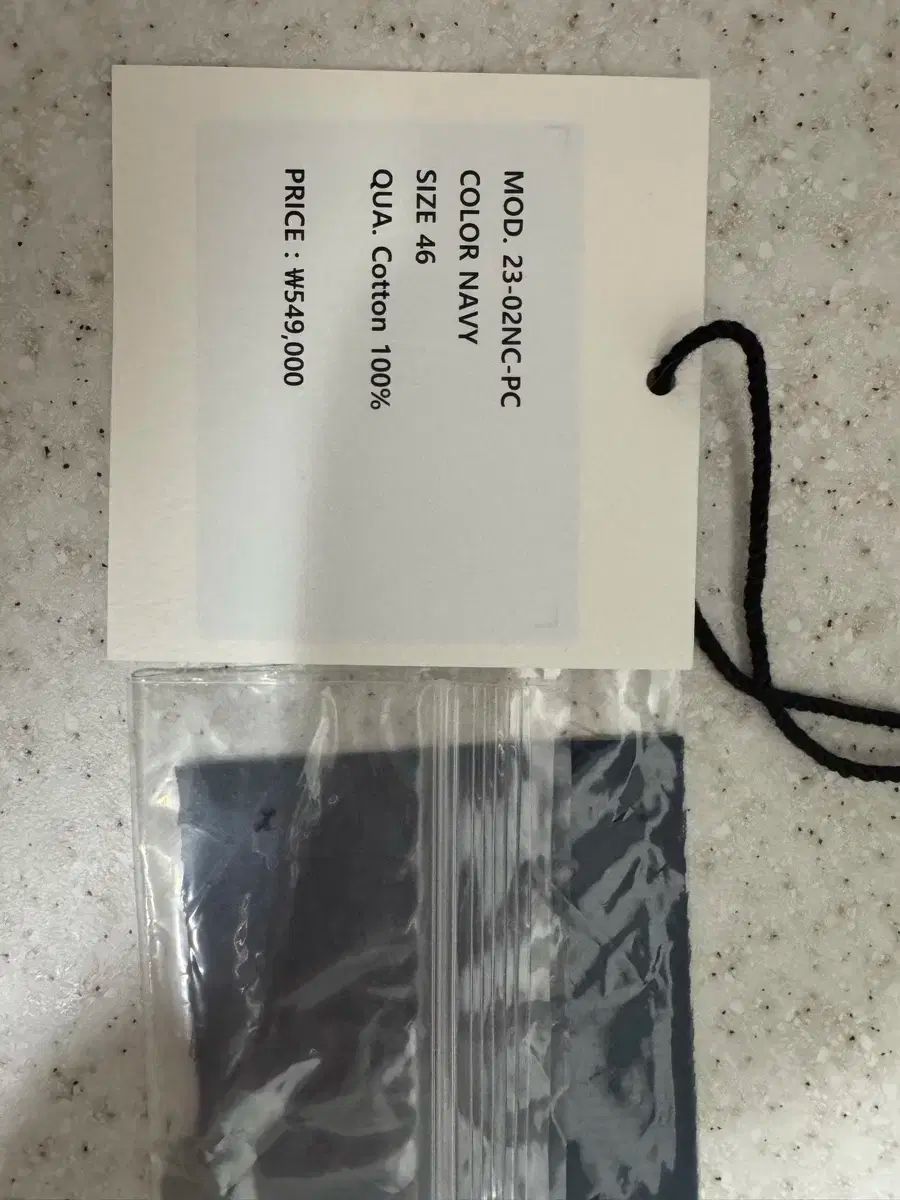 MOD. 23-02NC-PC
COLOR NAVY
SIZE 46
QUA. Cotton 100%
PRICE : ₩549,000